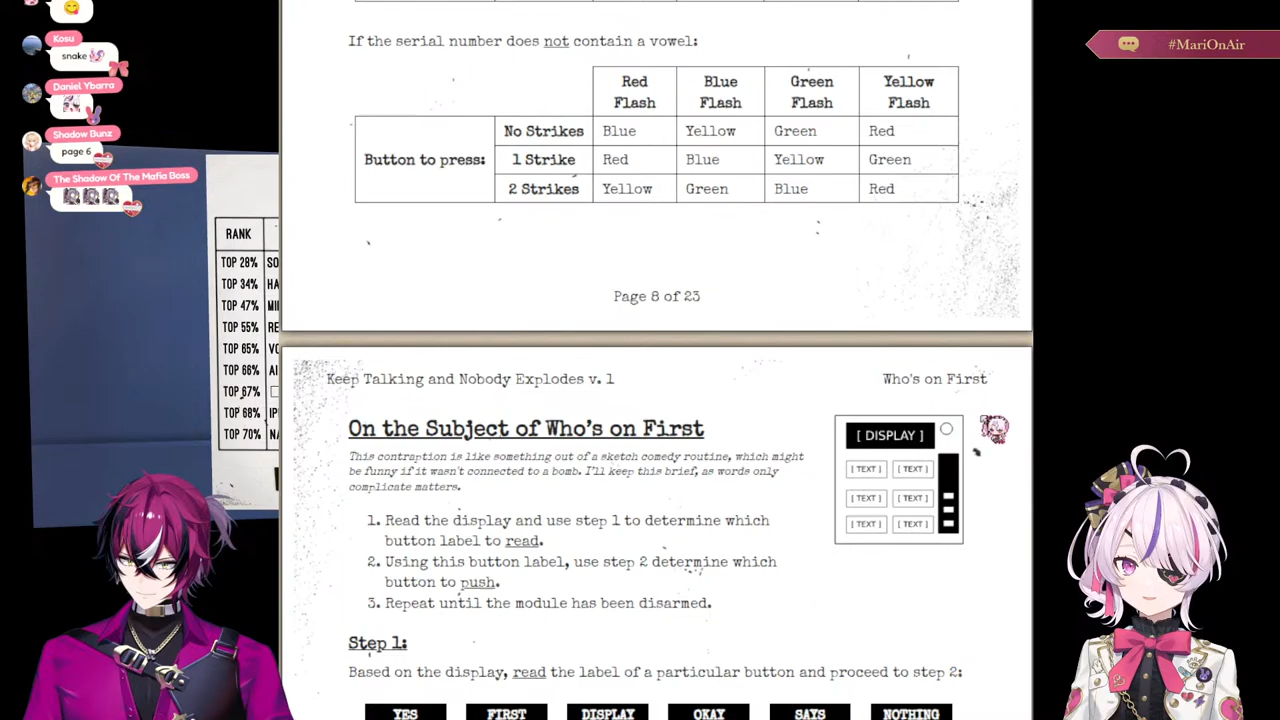 Kosu
snake
Daniel Ybarra
Shadow Bunz
page 6
The Shadow Of The Mafia Boss
#MariOnAir
RANK
TOP 28% SO
TOP 34% HA
TOP 47% MI
TOP 55% RE
TOP 65% VO
TOP 66% AI
TOP 67%
TOP 68% IP
TOP 70% NA
If the serial number does not contain a vowel:
Red Flash Blue Flash Green Flash Yellow Flash
Button to press:
No Strikes Blue Yellow Green Red
1 Strike Red Blue Yellow Green
2 Strikes Yellow Green Blue Red
Page 8 of 23
Keep Talking and Nobody Explodes v. 1 Who's on First
On the Subject of Who's on First
This contraption is like something out of a sketch comedy routine, which might
be funny if it wasn't connected to a bomb. I'll keep this brief, as words only
complicate matters.
[ DISPLAY ]
[ TEXT ] [ TEXT ]
[ TEXT ] [ TEXT ]
[ TEXT ] [ TEXT ]
1. Read the display and use step 1 to determine which
button label to read.
2. Using this button label, use step 2 determine which
button to push.
3. Repeat until the module has been disarmed.
Step 1:
Based on the display, read the label of a particular button and proceed to step 2:
YES FIRST DISPLAY OKAY SAYS NOTHING